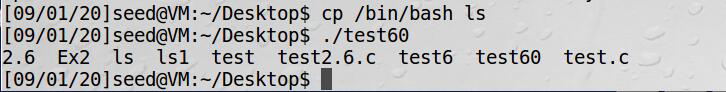 [09/01/20]seed@VM:~/Desktop$ cp /bin/bash ls
[09/01/20]seed@VM:~/Desktop$ ./test60
2.6  Ex2  ls  ls1  test  test2.6.c  test6  test60  test.c
[09/01/20]seed@VM:~/Desktop$